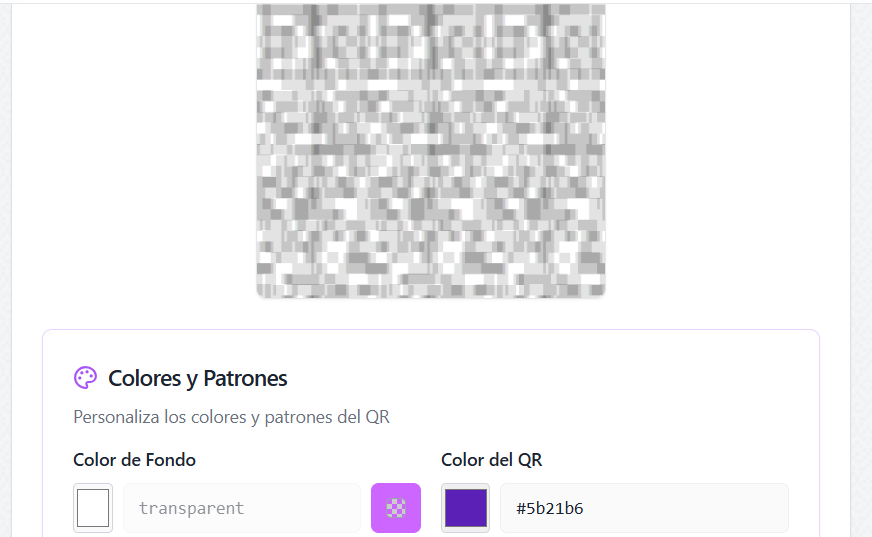 Colores y Patrones
Personaliza los colores y patrones del QR
Color de Fondo
Color del QR
transparent
#5b21b6